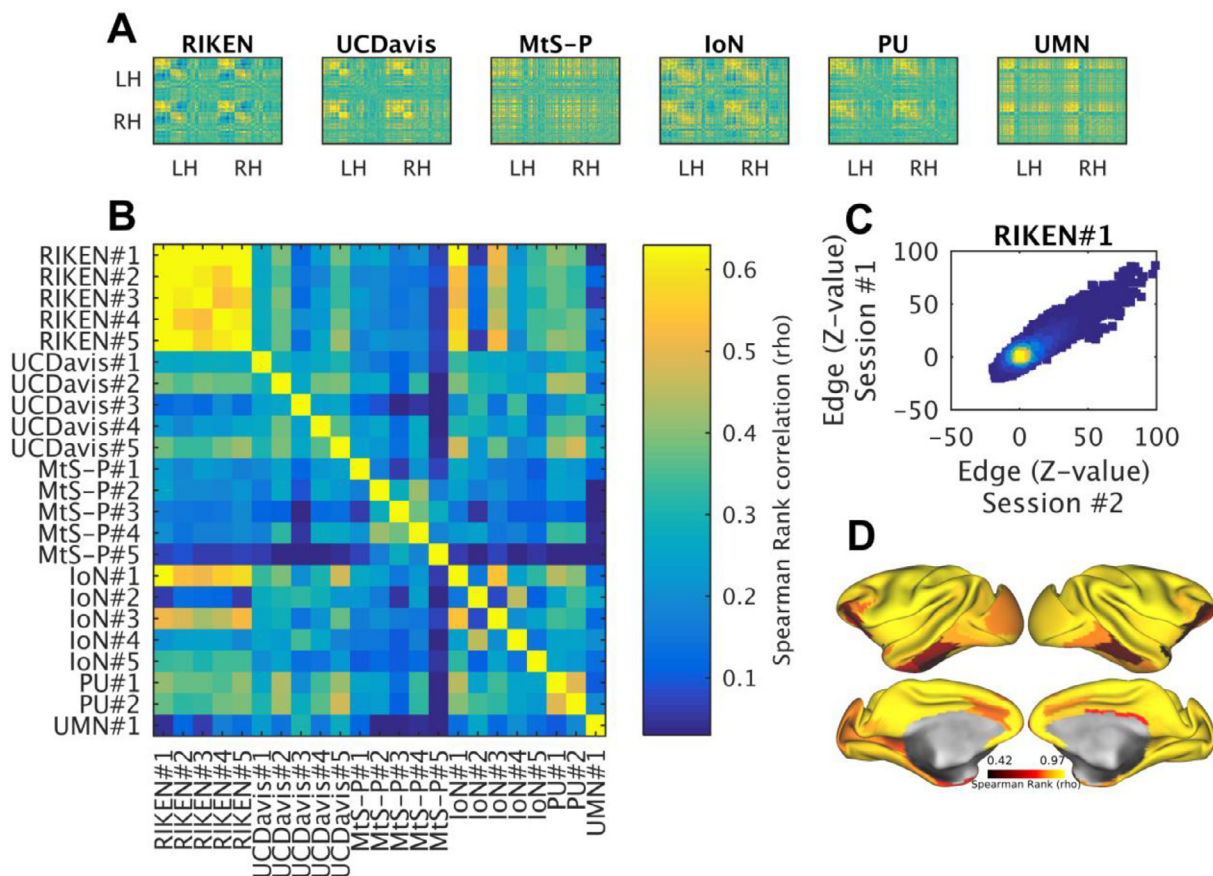 A
RIKEN UCDavis MtS-P IoN PU UMN
LH
RH
LH RH LH RH LH RH LH RH LH RH LH RH
B
RIKEN#1
RIKEN#2
RIKEN#3
RIKEN#4
RIKEN#5
UCDavis#1
UCDavis#2
UCDavis#3
UCDavis#4
UCDavis#5
MtS-P#1
MtS-P#2
MtS-P#3
MtS-P#4
MtS-P#5
IoN#1
IoN#2
IoN#3
IoN#4
IoN#5
PU#1
PU#2
UMN#1
RIKEN#1
RIKEN#2
RIKEN#3
RIKEN#4
RIKEN#5
UCDavis#1
UCDavis#2
UCDavis#3
UCDavis#4
UCDavis#5
MtS-P#1
MtS-P#2
MtS-P#3
MtS-P#4
MtS-P#5
IoN#1
IoN#2
IoN#3
IoN#4
IoN#5
PU#1
PU#2
UMN#1
0.6
0.5
0.4
0.3
0.2
0.1
Spearman Rank correlation (rho)
C
RIKEN#1
Edge (Z-value)
Session #1
100
50
0
-50
-50 0 50 100
Edge (Z-value)
Session #2
D
0.42 0.97
Spearman Rank (rho)